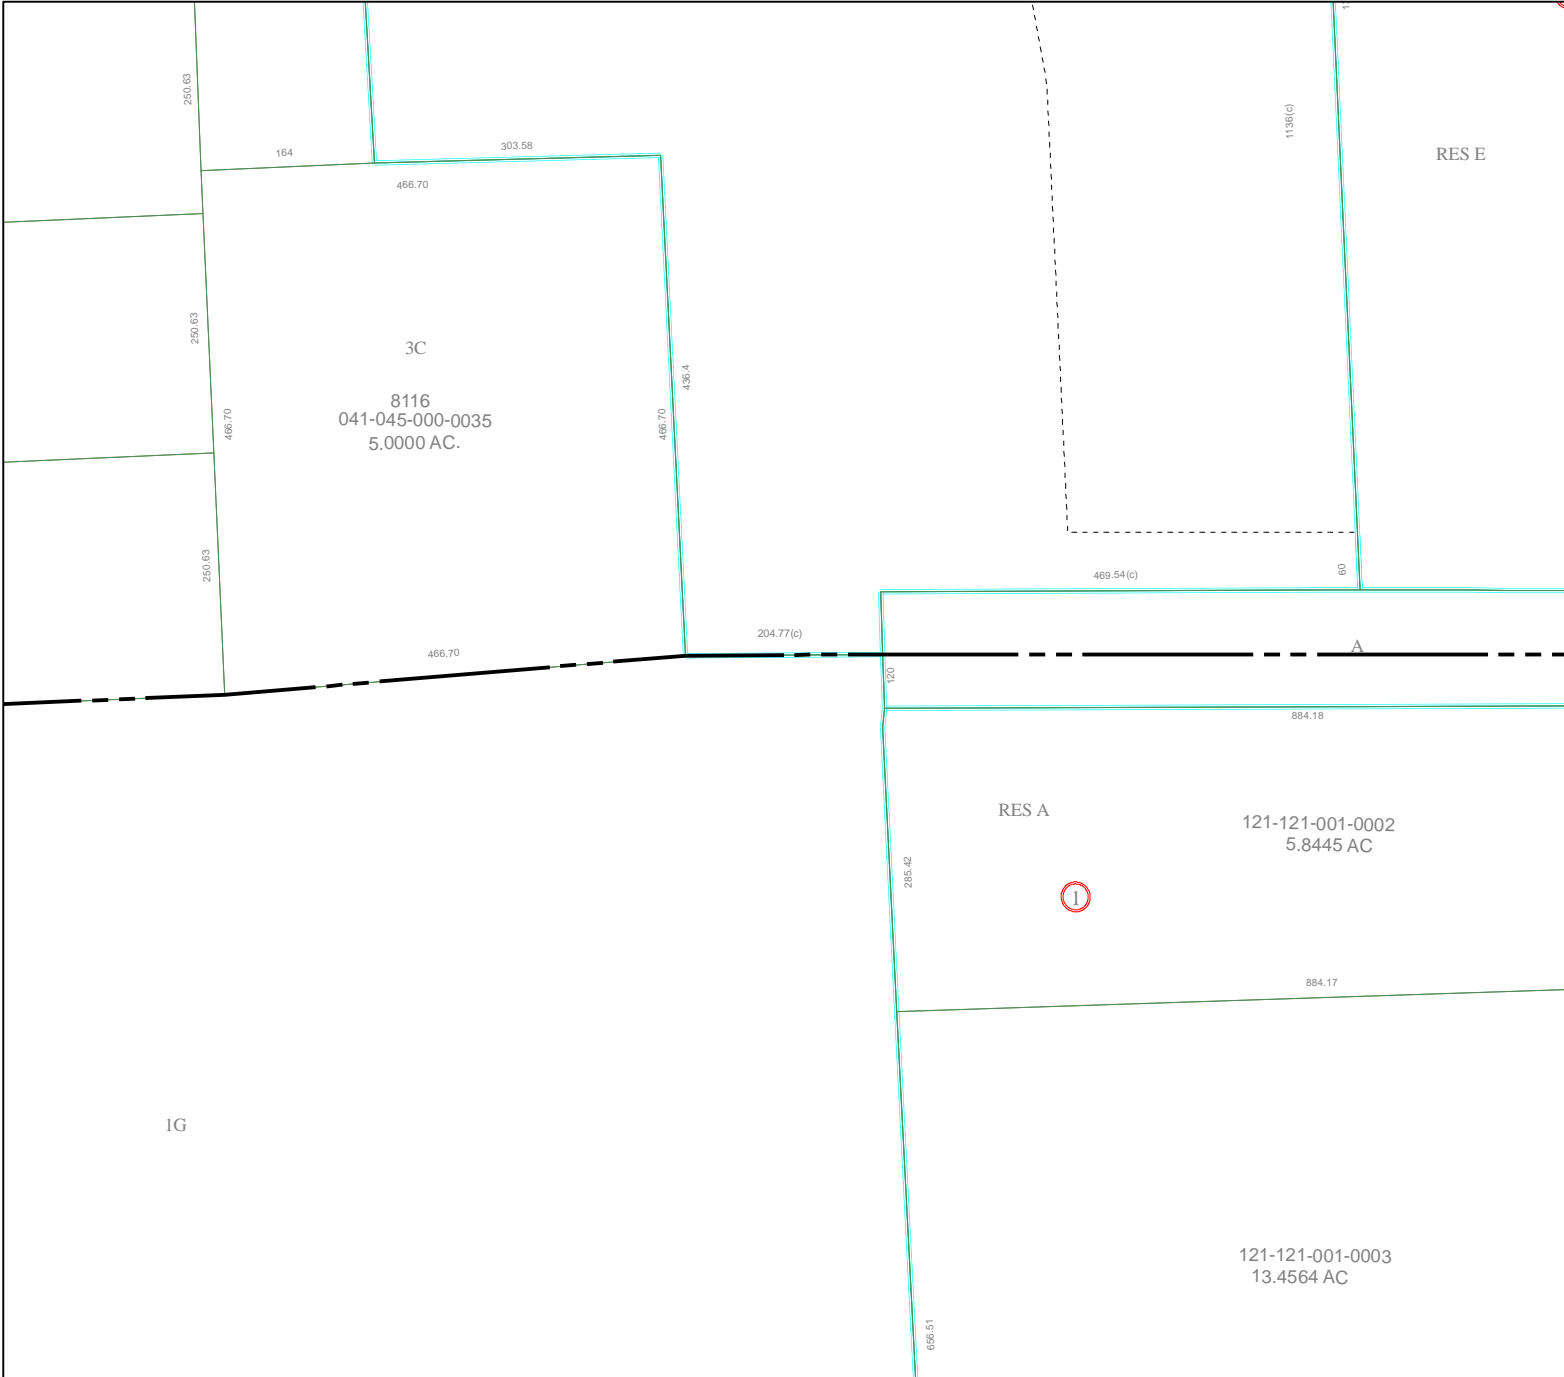 250.63
164
303.58
466.70
1136(c)
RES E
250.63
3C
436.4
8116
041-045-000-0035
5.0000 AC.
466.70
466.70
250.63
469.54(c)
60
204.77(c)
466.70
A
120
884.18
RES A
121-121-001-0002
5.8445 AC
285.42
1
884.17
1G
121-121-001-0003
13.4564 AC
656.51